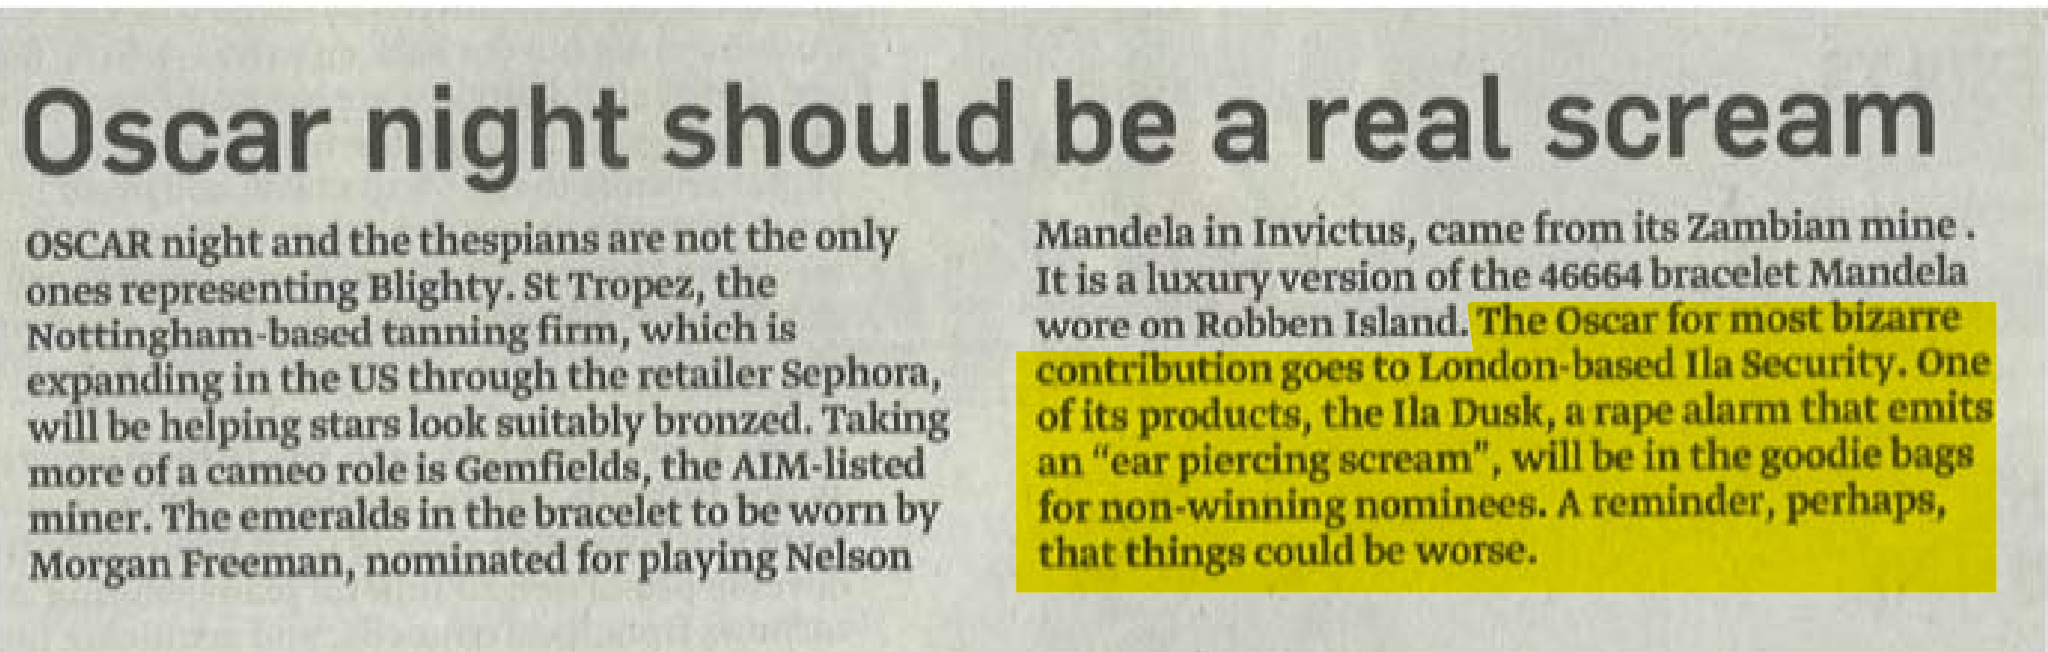 Oscar night should be a real scream
OSCAR night and the thespians are not the only
ones representing Blighty. St Tropez, the
Nottingham-based tanning firm, which is
expanding in the US through the retailer Sephora,
will be helping stars look suitably bronzed. Taking
more of a cameo role is Gemfields, the AIM-listed
miner. The emeralds in the bracelet to be worn by
Morgan Freeman, nominated for playing Nelson
Mandela in Invictus, came from its Zambian mine .
It is a luxury version of the 46664 bracelet Mandela
wore on Robben Island. The Oscar for most bizarre
contribution goes to London-based Ila Security. One
of its products, the Ila Dusk, a rape alarm that emits
an “ear piercing scream”, will be in the goodie bags
for non-winning nominees. A reminder, perhaps,
that things could be worse.